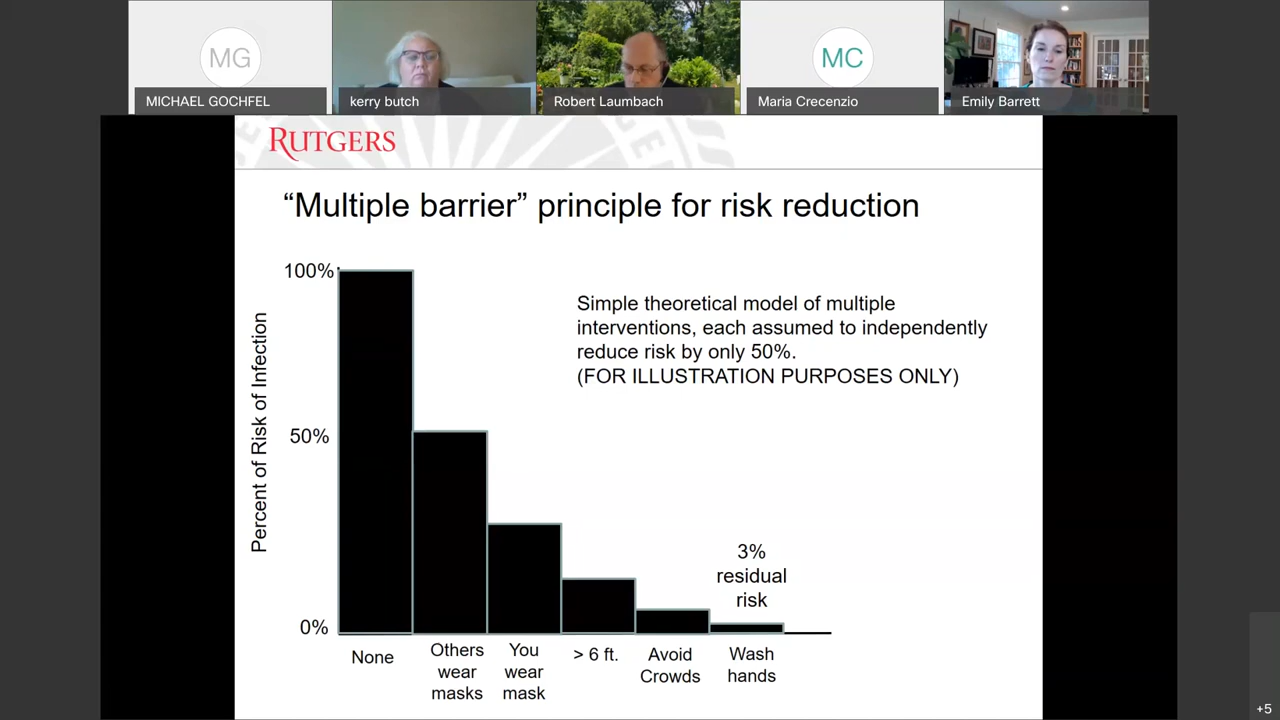 MG
MC
MICHAEL GOCHFEL
kerry butch
Robert Laumbach
Maria Crecenzio
Emily Barrett
RUTGERS
“Multiple barrier” principle for risk reduction
100%
50%
0%
Percent of Risk of Infection
Simple theoretical model of multiple
interventions, each assumed to independently
reduce risk by only 50%.
(FOR ILLUSTRATION PURPOSES ONLY)
3%
residual
risk
None
Others
wear
masks
You
wear
mask
> 6 ft.
Avoid
Crowds
Wash
hands
+5